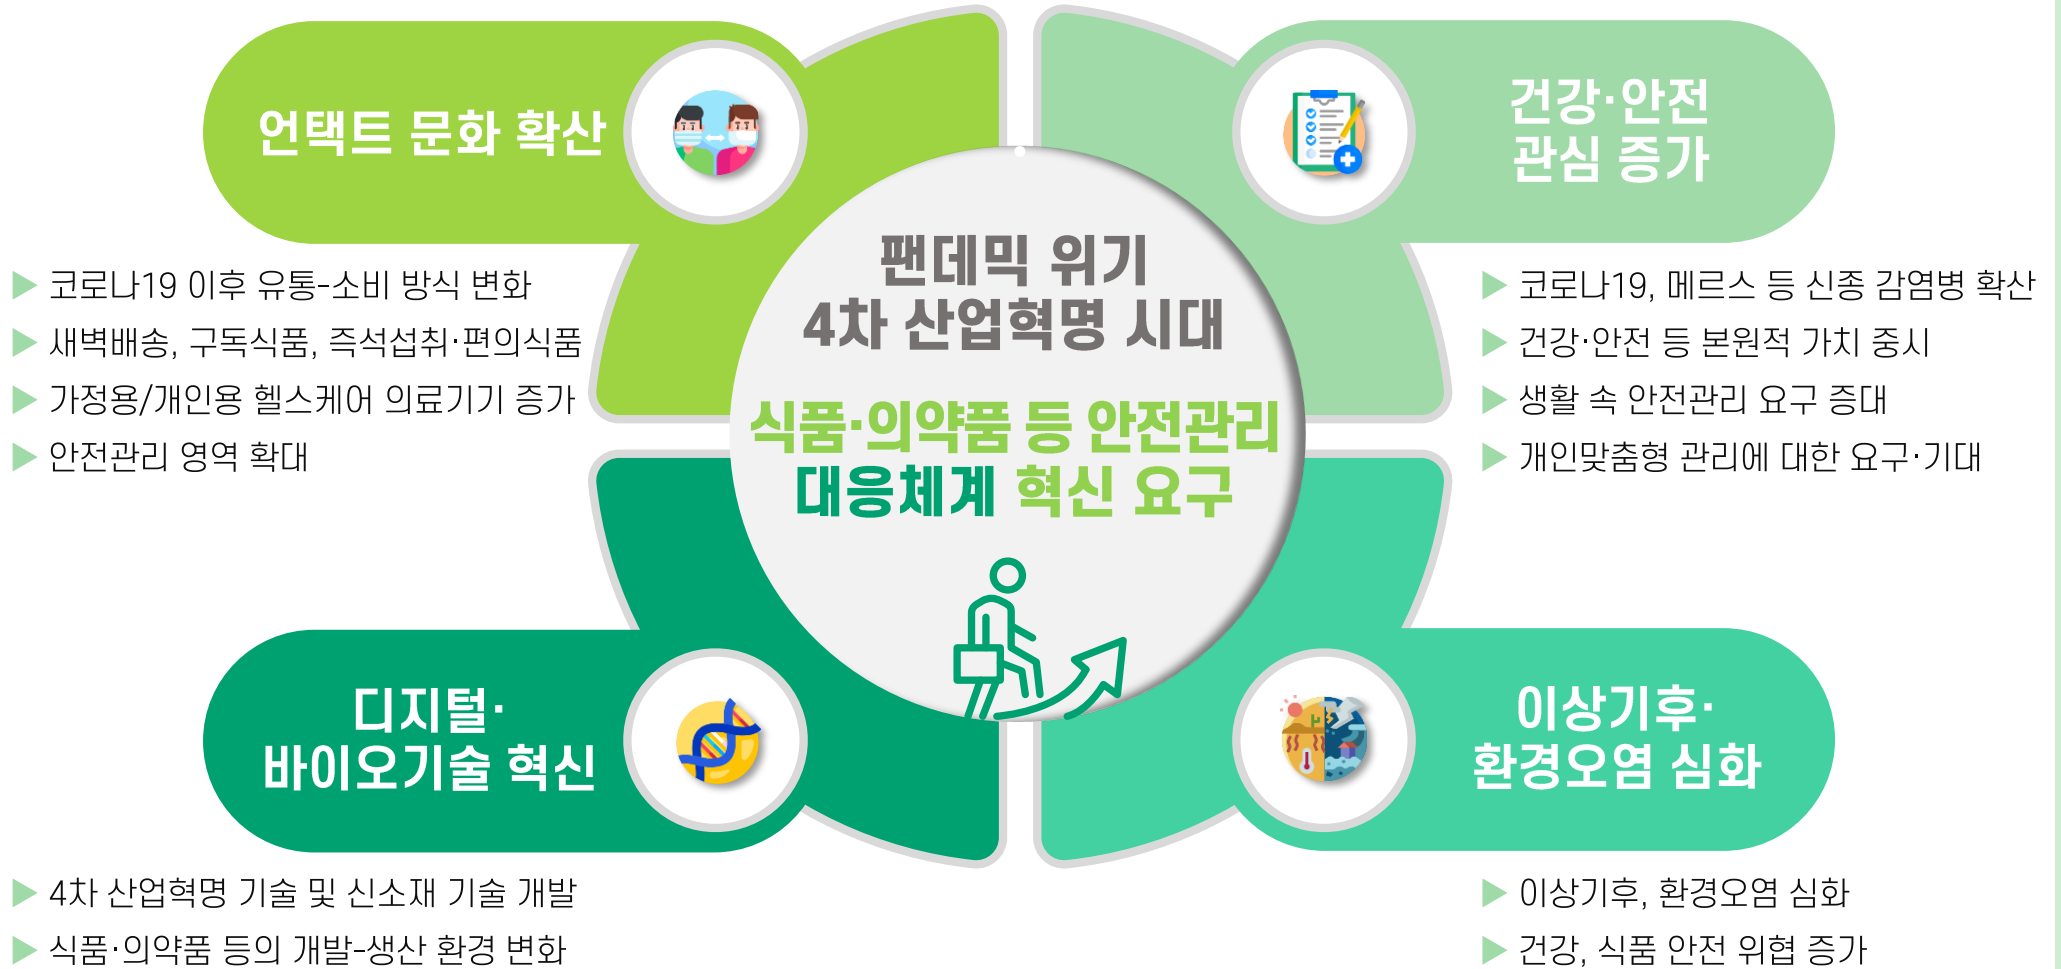 언택트 문화 확산
▶ 코로나19 이후 유통-소비 방식 변화
▶ 새벽배송, 구독식품, 즉석섭취·편의식품
▶ 가정용/개인용 헬스케어 의료기기 증가
▶ 안전관리 영역 확대
건강·안전
관심 증가
▶ 코로나19, 메르스 등 신종 감염병 확산
▶ 건강·안전 등 본원적 가치 중시
▶ 생활 속 안전관리 요구 증대
▶ 개인맞춤형 관리에 대한 요구·기대
팬데믹 위기
4차 산업혁명 시대
식품·의약품 등 안전관리
대응체계 혁신 요구
디지털·
바이오기술 혁신
▶ 4차 산업혁명 기술 및 신소재 기술 개발
▶ 식품·의약품 등의 개발-생산 환경 변화
이상기후·
환경오염 심화
▶ 이상기후, 환경오염 심화
▶ 건강, 식품 안전 위협 증가